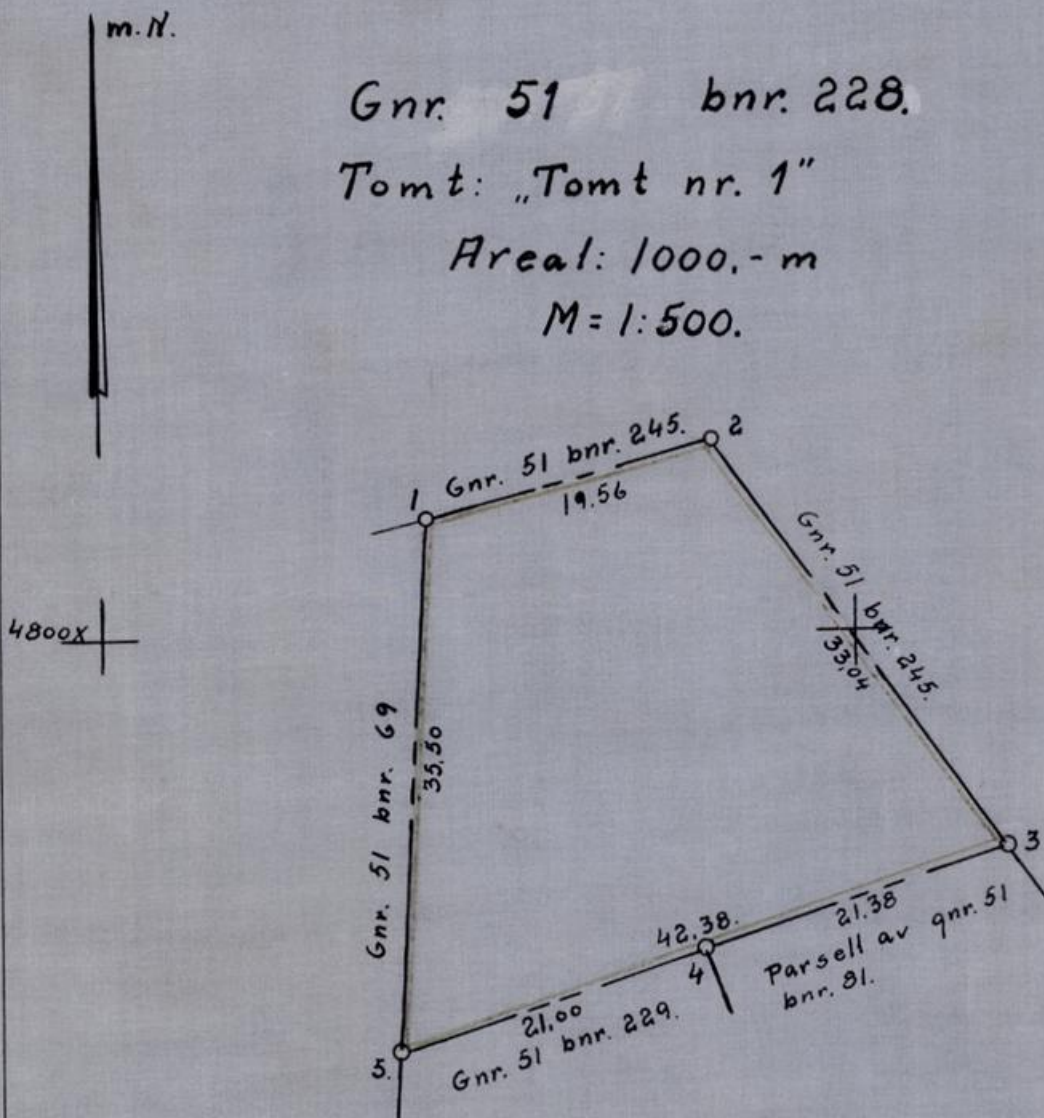 m.N.
Gnr. 51 bnr. 228.
Tomt: „Tomt nr. 1"
Areal: 1000.- m
M = 1:500.
1
Gnr. 51 bnr. 245.
2
19.56
Gnr. 51 bnr. 245.
33,04
4800X
Gnr. 51 bnr. 69
35,50
3
42,38.
21,38
4
Parsell av gnr. 51
bnr. 81.
21,00
Gnr. 51 bnr. 229.
5.